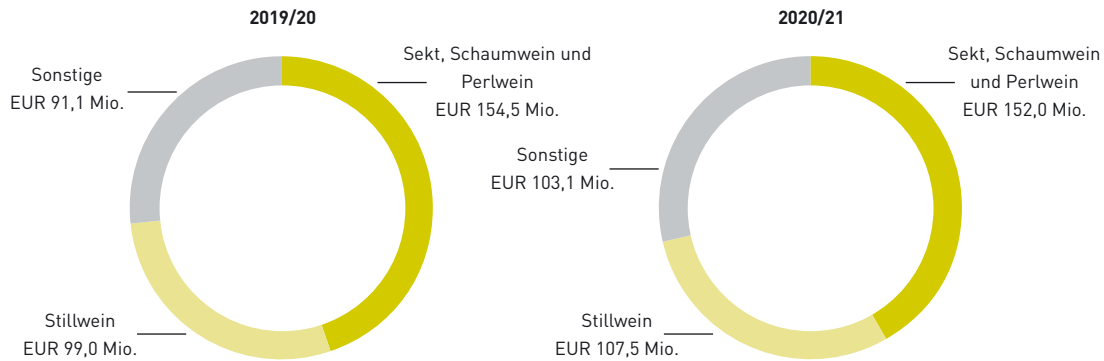 2019/20
Sekt, Schaumwein und
Perlwein
EUR 154,5 Mio.
Sonstige
EUR 91,1 Mio.
Stillwein
EUR 99,0 Mio.
2020/21
Sekt, Schaumwein
und Perlwein
EUR 152,0 Mio.
Sonstige
EUR 103,1 Mio.
Stillwein
EUR 107,5 Mio.